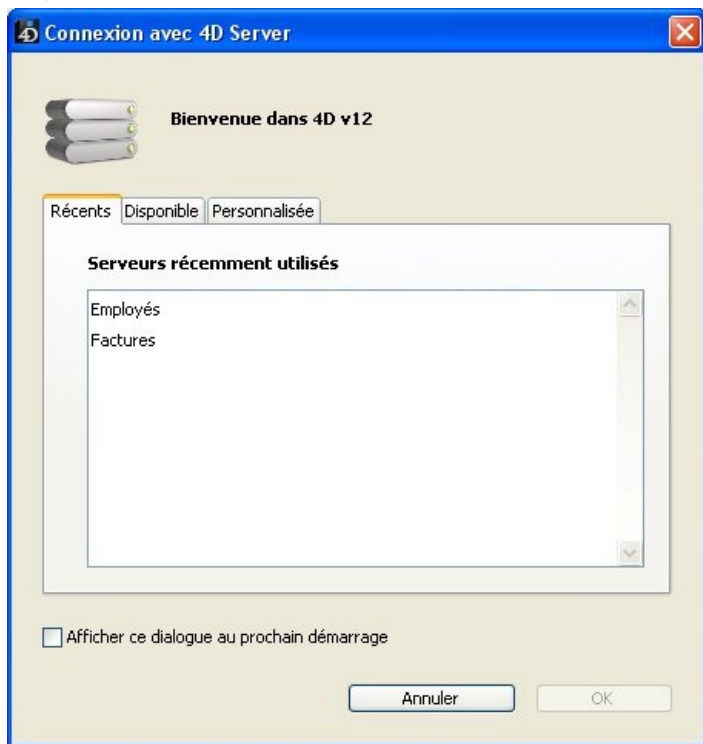 4D Connexion avec 4D Server
Bienvenue dans 4D v12
Récents Disponible Personnalisée
Serveurs récemment utilisés
Employés
Factures
Afficher ce dialogue au prochain démarrage
Annuler OK